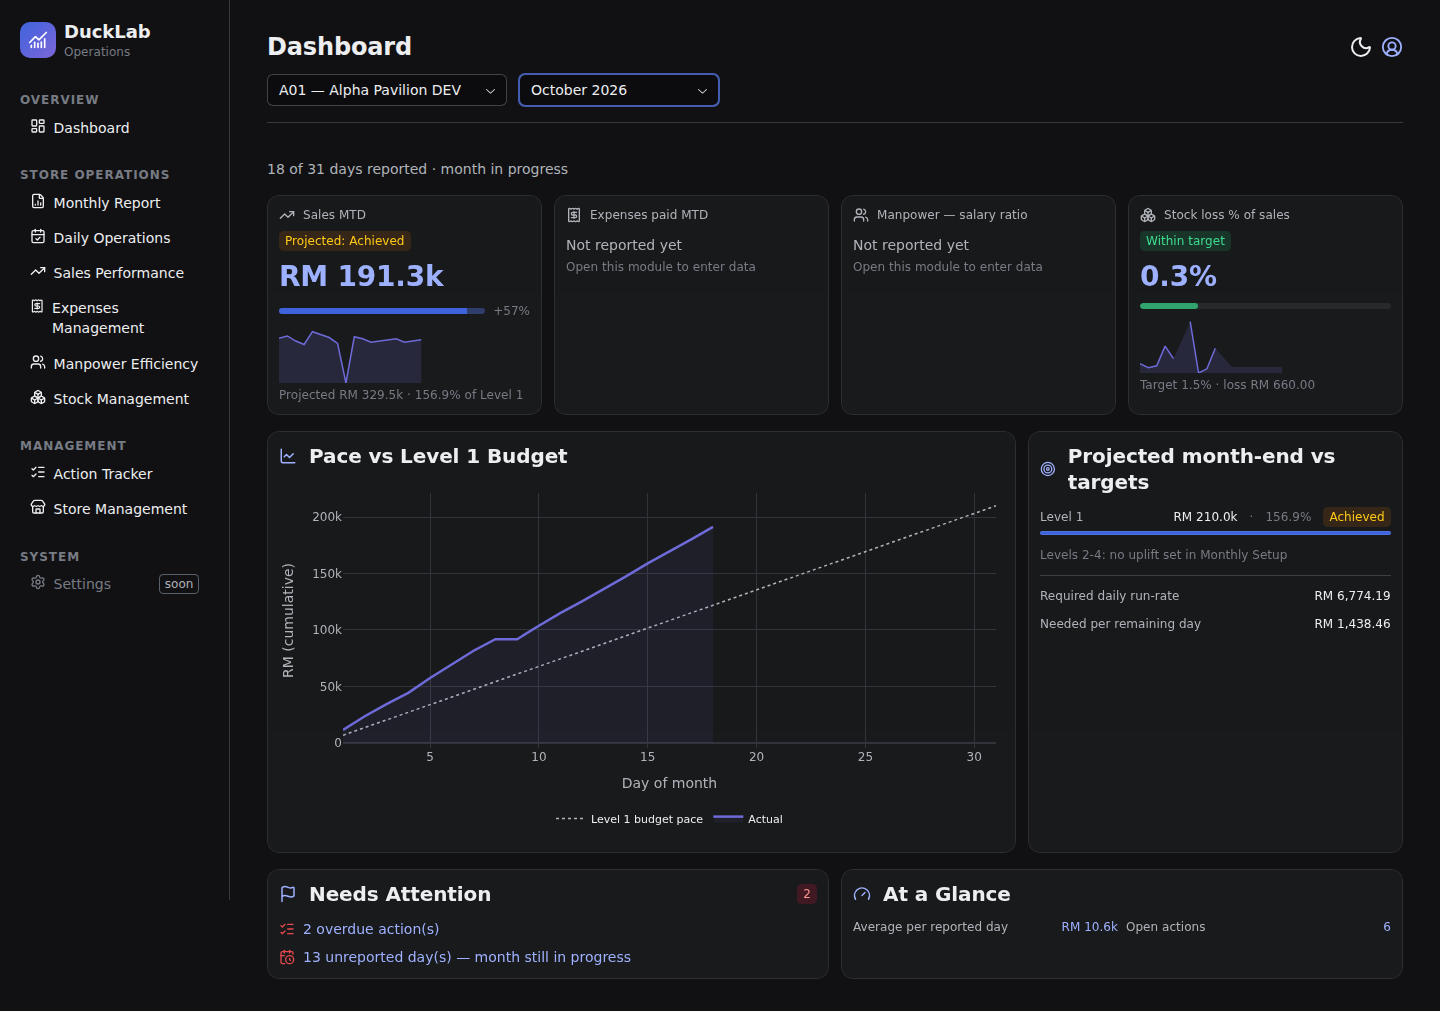 DuckLab
Operations
OVERVIEW
Dashboard
STORE OPERATIONS
Monthly Report
Daily Operations
Sales Performance
Expenses
Management
Manpower Efficiency
Stock Management
MANAGEMENT
Action Tracker
Store Management
SYSTEM
Settings soon
Dashboard
A01 — Alpha Pavilion DEV
October 2026
18 of 31 days reported · month in progress
Sales MTD
Projected: Achieved
RM 191.3k
+57%
Projected RM 329.5k · 156.9% of Level 1
Expenses paid MTD
Not reported yet
Open this module to enter data
Manpower — salary ratio
Not reported yet
Open this module to enter data
Stock loss % of sales
Within target
0.3%
Target 1.5% · loss RM 660.00
Pace vs Level 1 Budget
RM (cumulative)
200k
150k
100k
50k
0
5 10 15 20 25 30
Day of month
Level 1 budget pace Actual
Projected month-end vs
targets
Level 1 RM 210.0k · 156.9% Achieved
Levels 2-4: no uplift set in Monthly Setup
Required daily run-rate RM 6,774.19
Needed per remaining day RM 1,438.46
Needs Attention 2
2 overdue action(s)
13 unreported day(s) — month still in progress
At a Glance
Average per reported day RM 10.6k Open actions 6